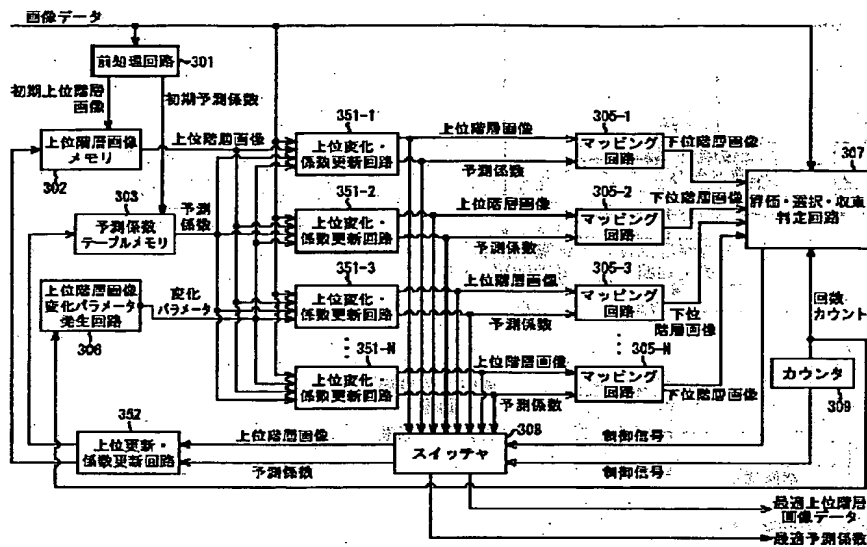 画像データ
前処理回路
301
初期上位階層
画像
初期予測係数
上位階層画像
メモリ
302
上位階層画像
303
予測係数
テーブルメモリ
予測
係数
上位階層画像
変化パラメータ
発生回路
306
変化
パラメータ
351-1
上位変化・
係数更新回路
上位階層画像
予測係数
305-1
マッピング
回路
下位階層画像
351-2
上位変化・
係数更新回路
上位階層画像
予測係数
305-2
マッピング
回路
下位階層画像
351-3
上位変化・
係数更新回路
上位階層画像
予測係数
305-3
マッピング
回路
下位
階層画像
351-N
上位変化・
係数更新回路
上位階層画像
予測係数
305-N
マッピング
回路
下位階層画像
307
評価・選択・収束
判定回路
回数
カウント
カウンタ
309
352
上位更新・
係数更新回路
上位階層画像
予測係数
308
スイッチャ
制御信号
制御信号
最適上位階層
画像データ
最適予測係数